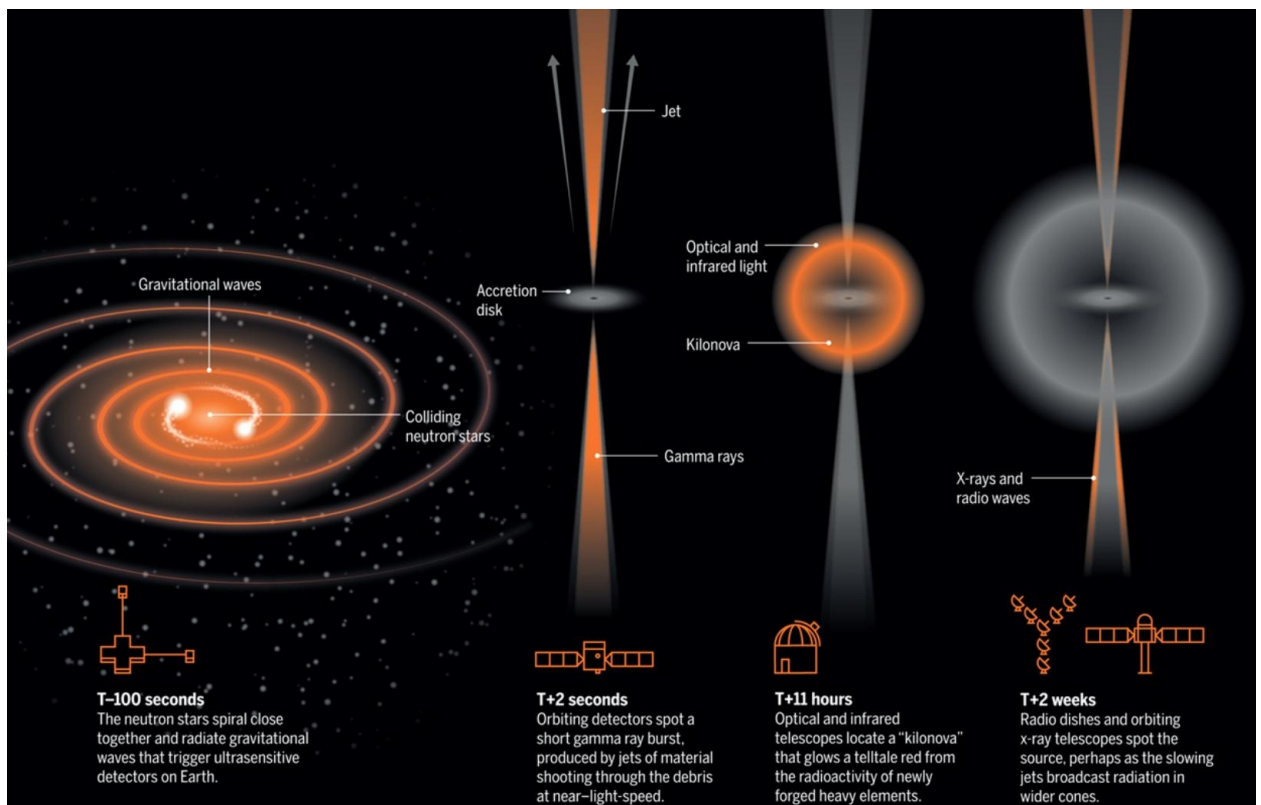 Gravitational waves
Colliding
neutron stars
T–100 seconds
The neutron stars spiral close
together and radiate gravitational
waves that trigger ultrasensitive
detectors on Earth.
Jet
Accretion
disk
Gamma rays
T+2 seconds
Orbiting detectors spot a
short gamma ray burst,
produced by jets of material
shooting through the debris
at near–light-speed.
Optical and
infrared light
Kilonova
T+11 hours
Optical and infrared
telescopes locate a “kilonova”
that glows a telltale red from
the radioactivity of newly
forged heavy elements.
X-rays and
radio waves
T+2 weeks
Radio dishes and orbiting
x-ray telescopes spot the
source, perhaps as the slowing
jets broadcast radiation in
wider cones.